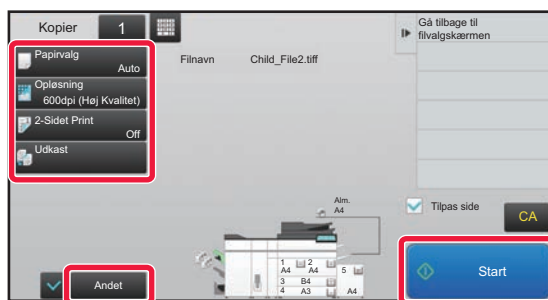 Kopier 1
Papirvalg
Auto
Opløsning
600dpi (Høj Kvalitet)
2-Sidet Print
Off
Udkast
Filnavn Child_File2.tiff
Gå tilbage til
filvalgskærmen
Alm.
A4
1 2
A4 A4
5
3 B4
4 A3 A4
Tilpas side
CA
Andet
Start